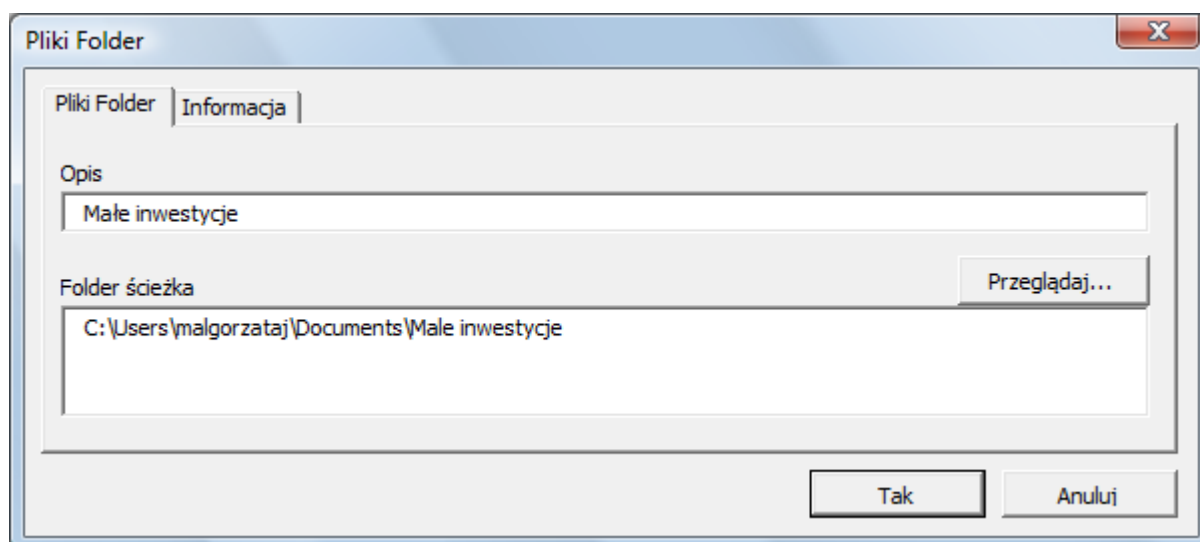 Pliki Folder
Pliki Folder Informacja
Opis
Małe inwestycje
Folder ścieżka
Przeglądaj...
C:\Users\malgorzataj\Documents\Male inwestycje
Tak Anuluj